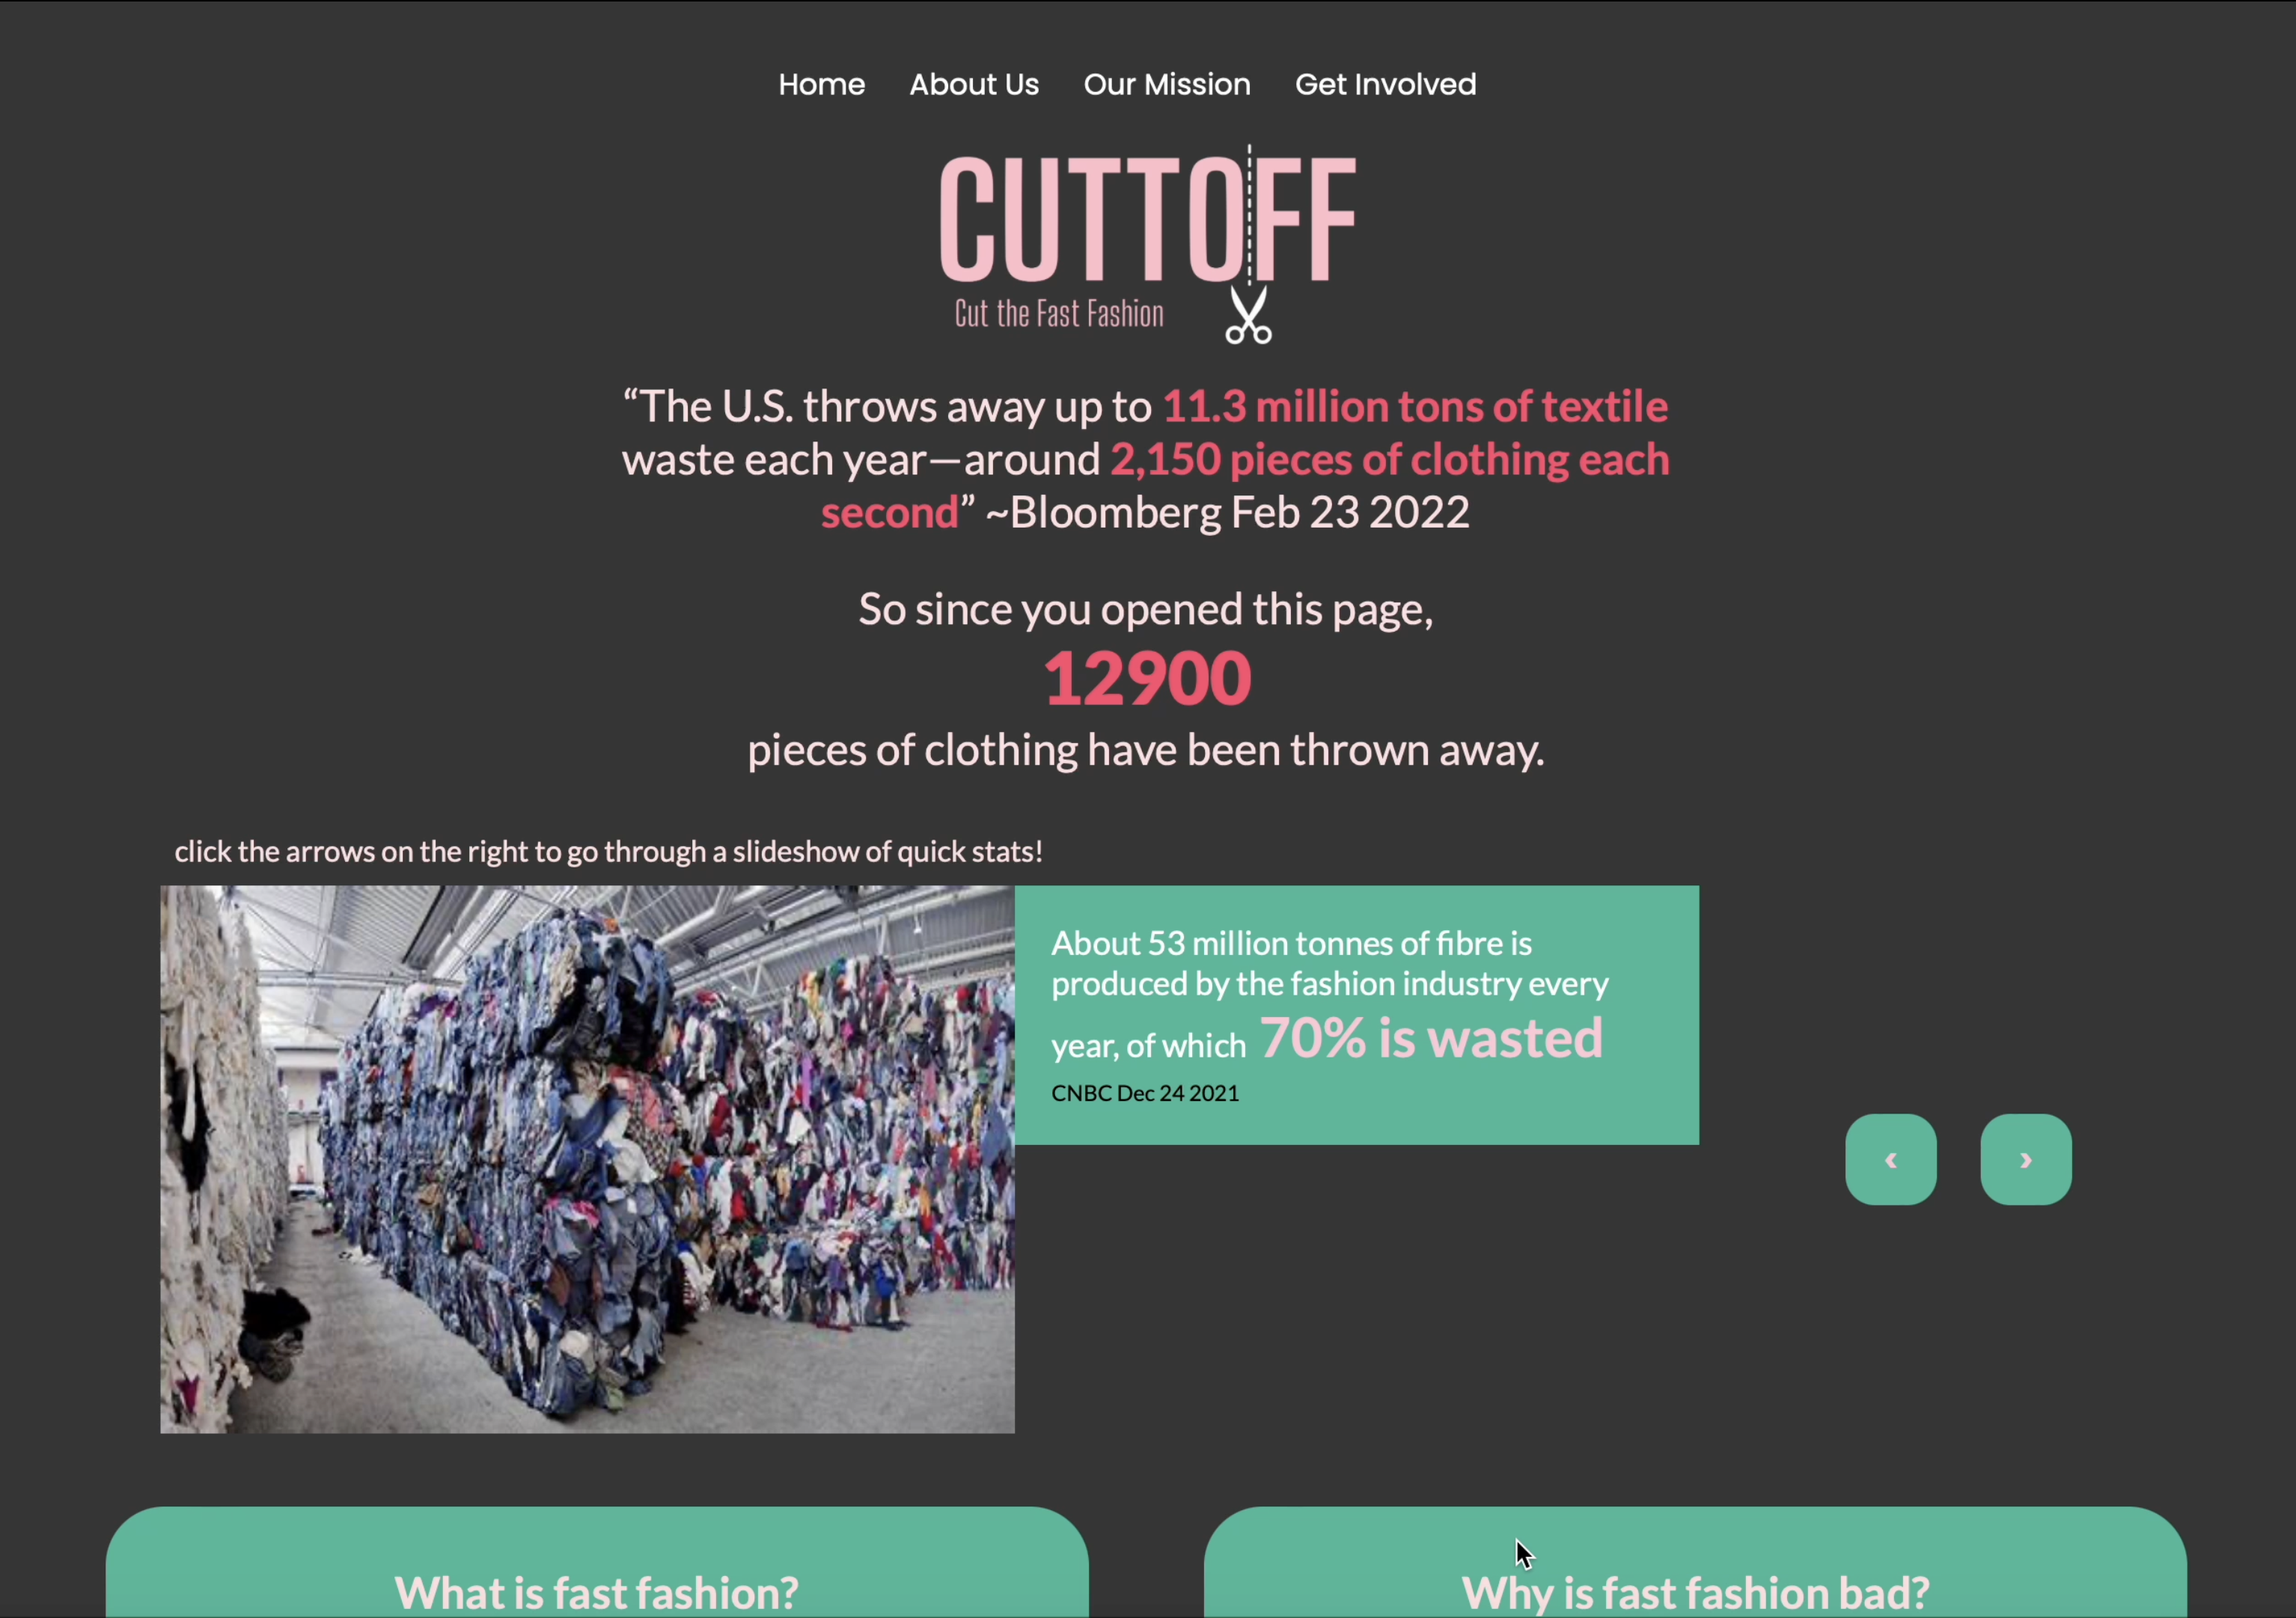 Home About Us Our Mission Get Involved
CUTTOFF
Cut the Fast Fashion
“The U.S. throws away up to 11.3 million tons of textile
waste each year—around 2,150 pieces of clothing each
second” ~Bloomberg Feb 23 2022
So since you opened this page,
12900
pieces of clothing have been thrown away.
click the arrows on the right to go through a slideshow of quick stats!
About 53 million tonnes of fibre is
produced by the fashion industry every
year, of which 70% is wasted
CNBC Dec 24 2021
‹ ›
What is fast fashion?
Why is fast fashion bad?